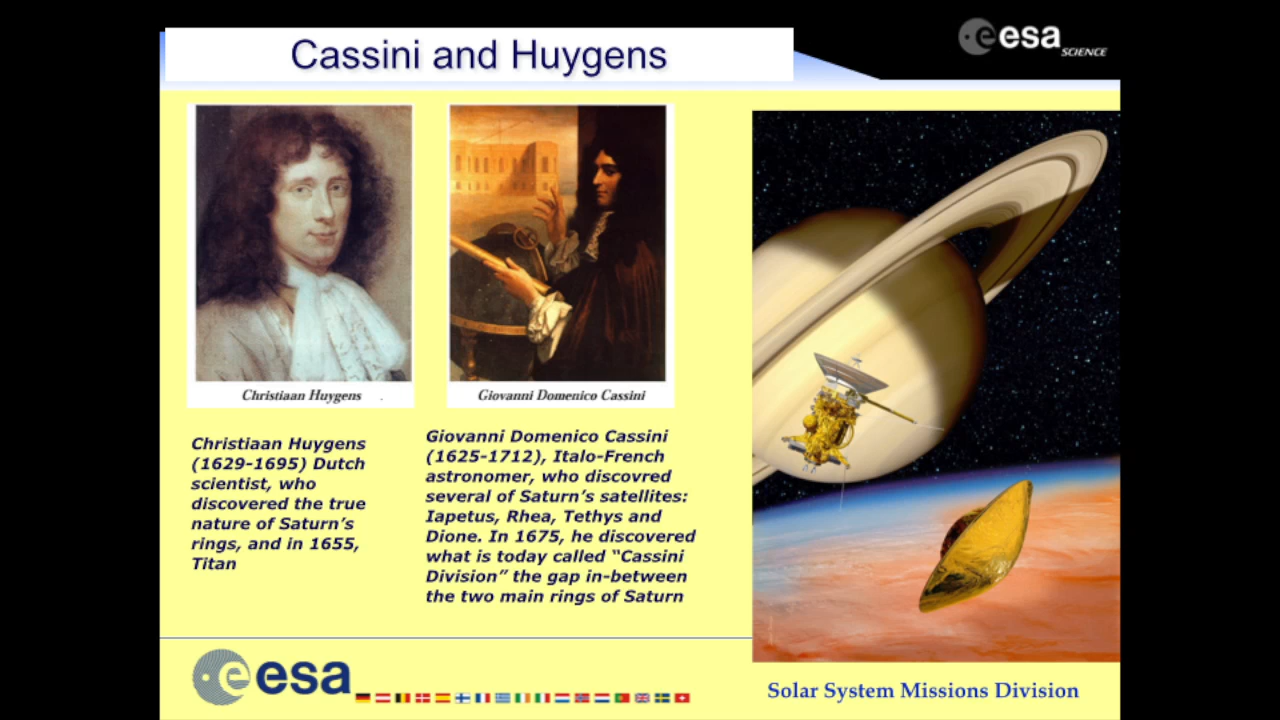 Cassini and Huygens
esa
SCIENCE
Christiaan Huygens
Giovanni Domenico Cassini
Christiaan Huygens
(1629-1695) Dutch
scientist, who
discovered the true
nature of Saturn’s
rings, and in 1655,
Titan
Giovanni Domenico Cassini
(1625-1712), Italo-French
astronomer, who discovred
several of Saturn’s satellites:
Iapetus, Rhea, Tethys and
Dione. In 1675, he discovered
what is today called “Cassini
Division” the gap in-between
the two main rings of Saturn
esa
Solar System Missions Division